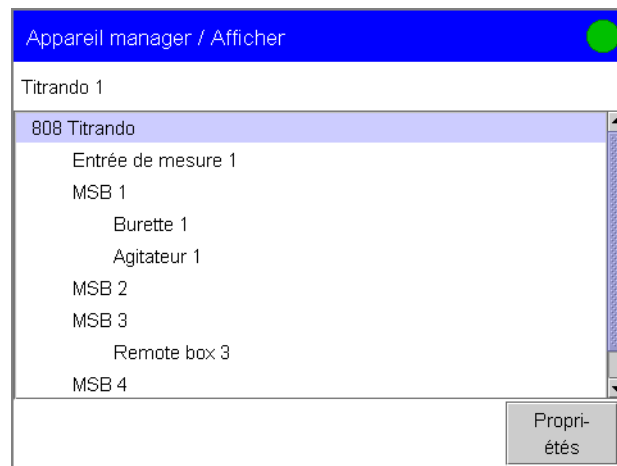 Appareil manager / Afficher
Titrando 1
808 Titrando
Entrée de mesure 1
MSB 1
Burette 1
Agitateur 1
MSB 2
MSB 3
Remote box 3
MSB 4
Propri-
étés